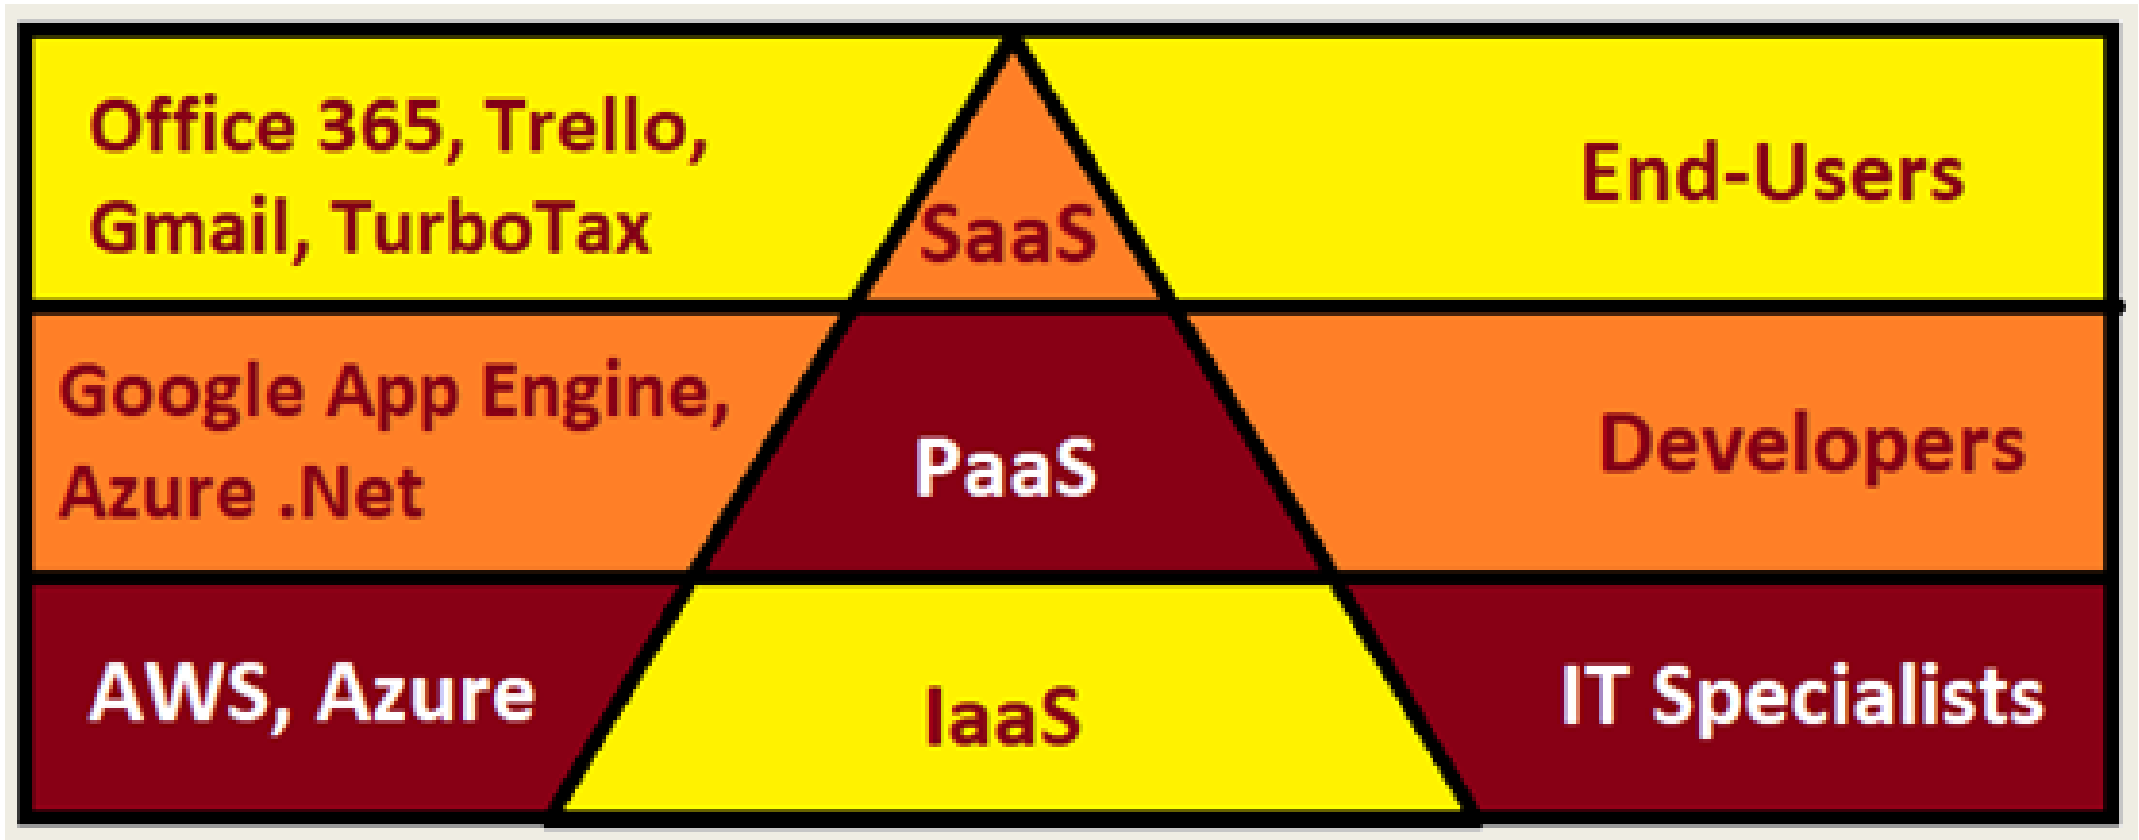 Office 365, Trello,
Gmail, TurboTax
SaaS
End-Users
Google App Engine,
Azure .Net
PaaS
Developers
AWS, Azure
IaaS
IT Specialists